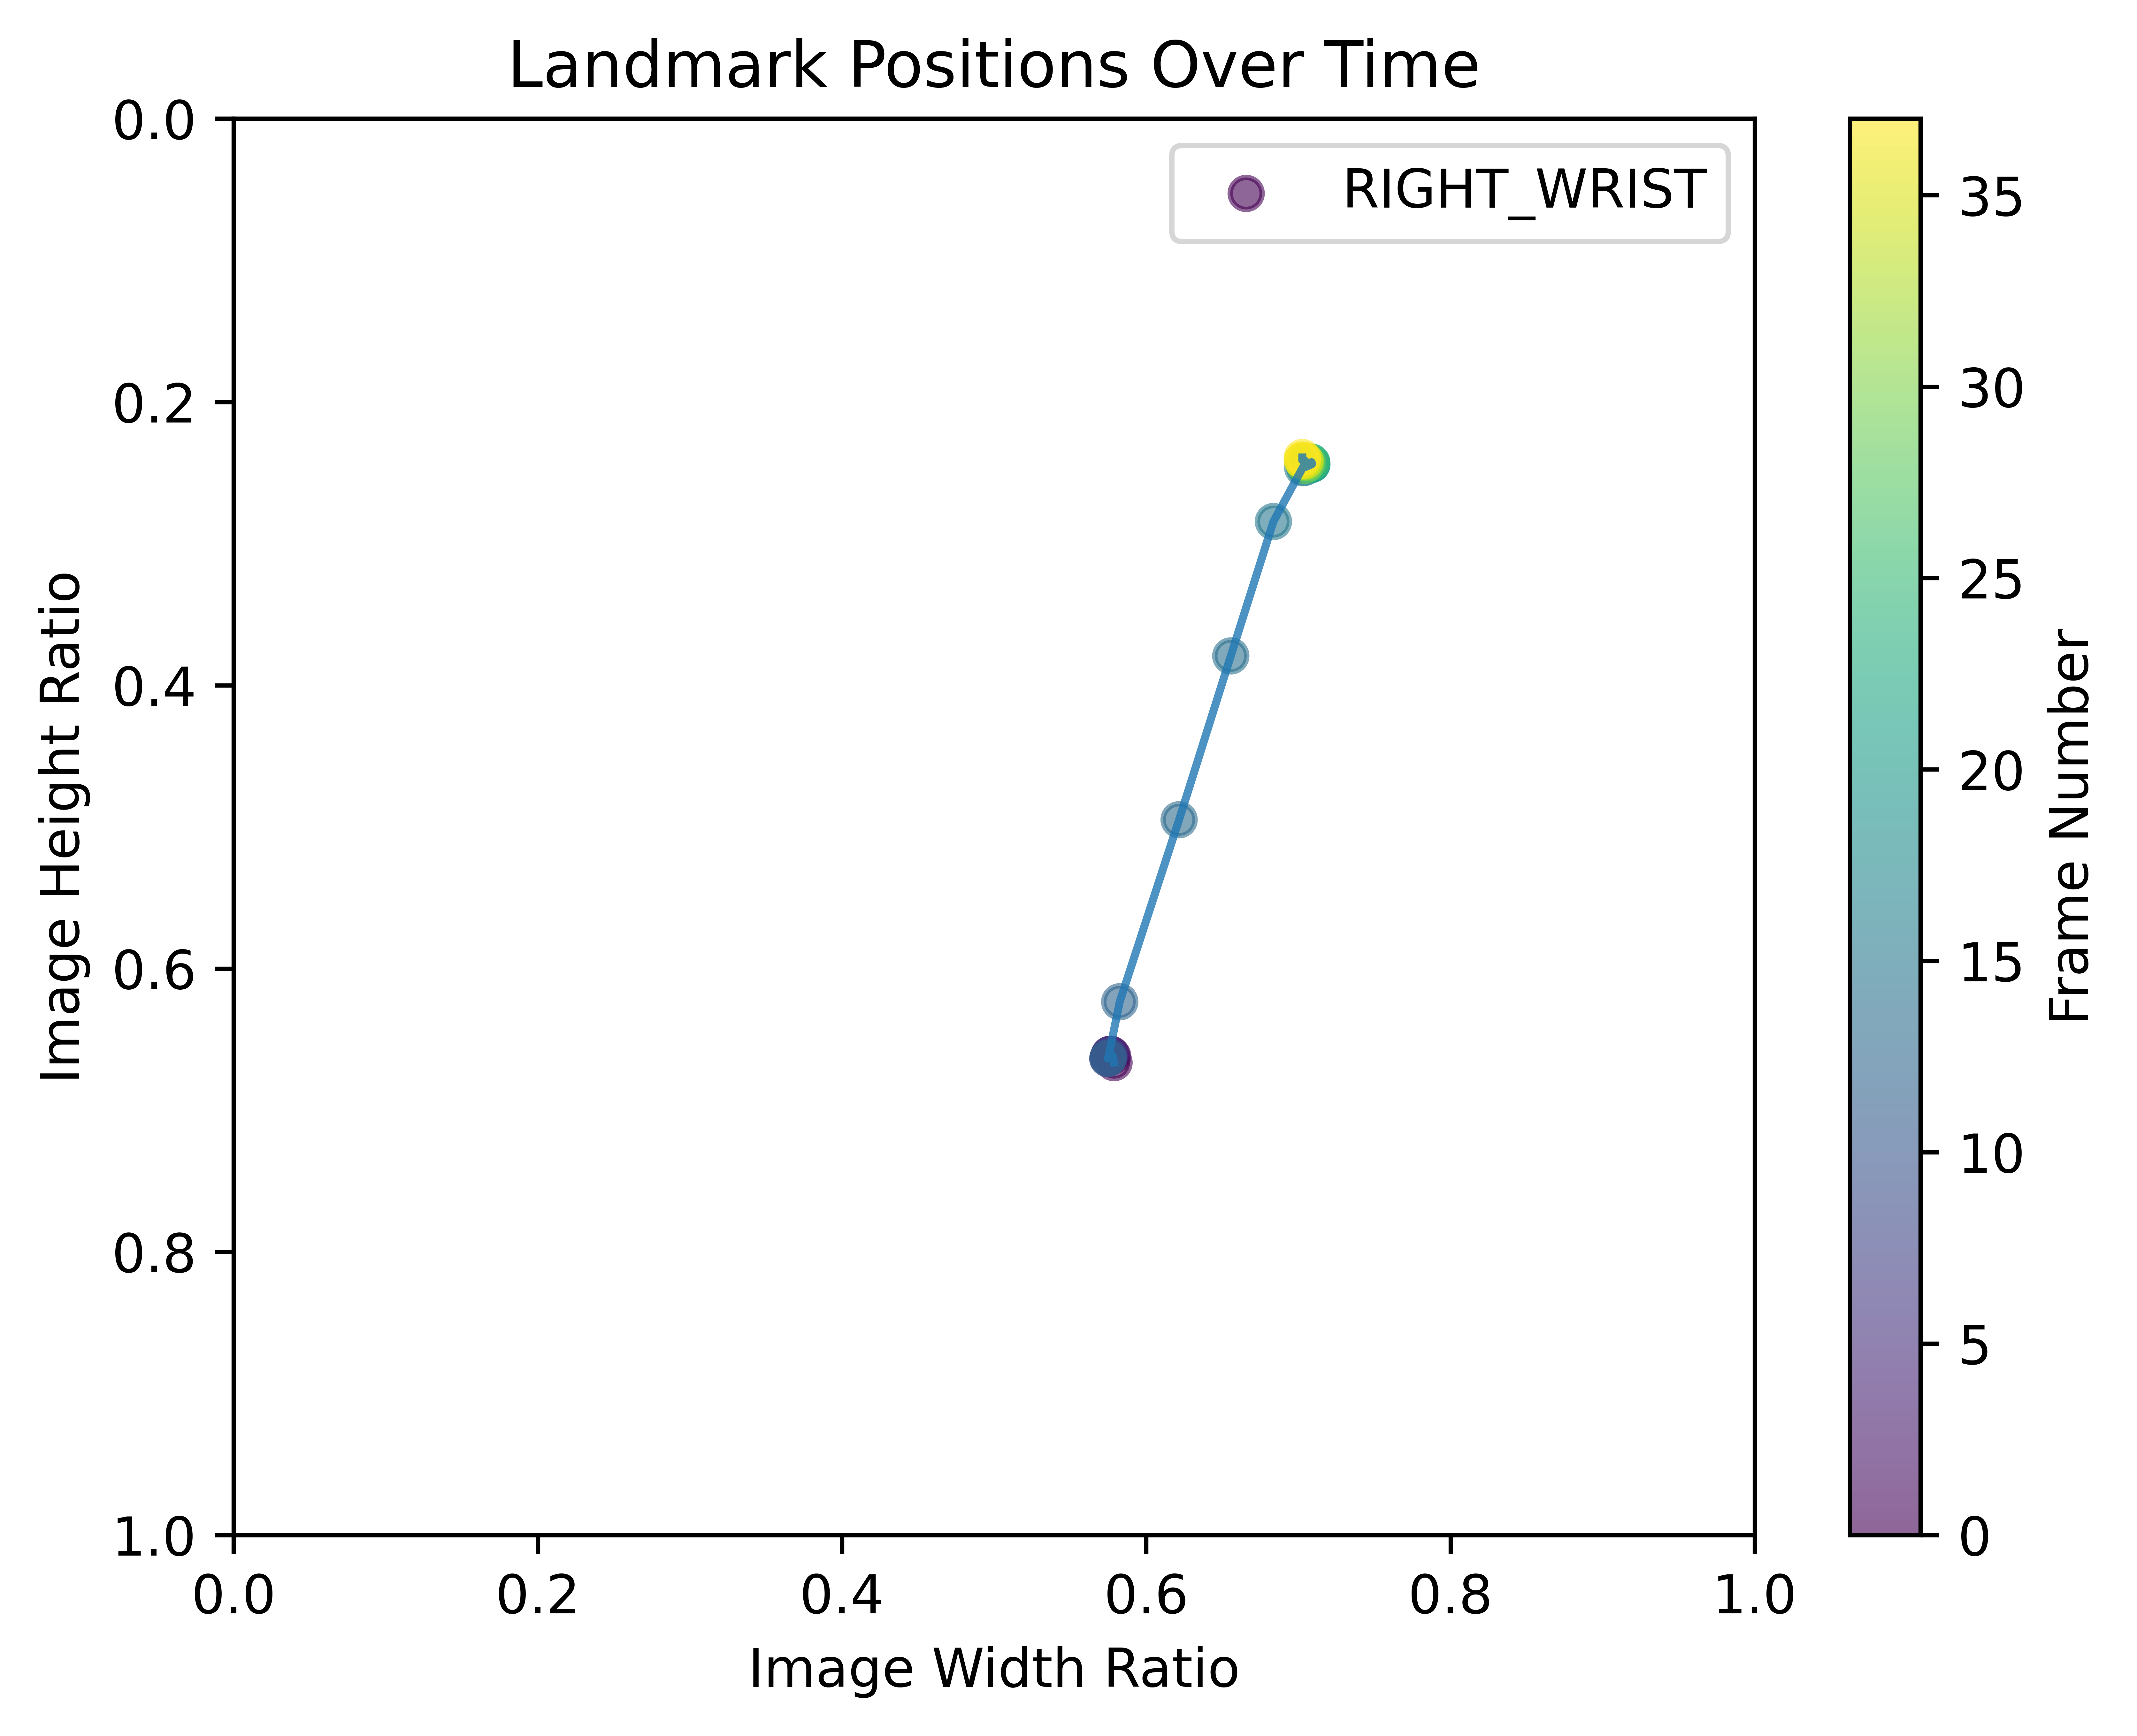 Landmark Positions Over Time
RIGHT_WRIST
Image Height Ratio
0.0
0.2
0.4
0.6
0.8
1.0
0.0 0.2 0.4 0.6 0.8 1.0
Image Width Ratio
35
30
25
20
15
10
5
0
Frame Number